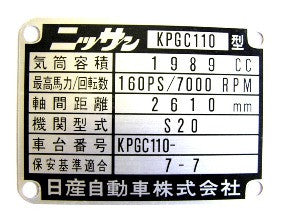 ニッサン KPGC110 型
気筒容積 1989 CC
最高馬力/回転数 160PS/7000 RPM
軸間距離 2610 mm
機関型式 S20
車台番号 KPGC110-
保安基準適合 7-7
日産自動車株式会社